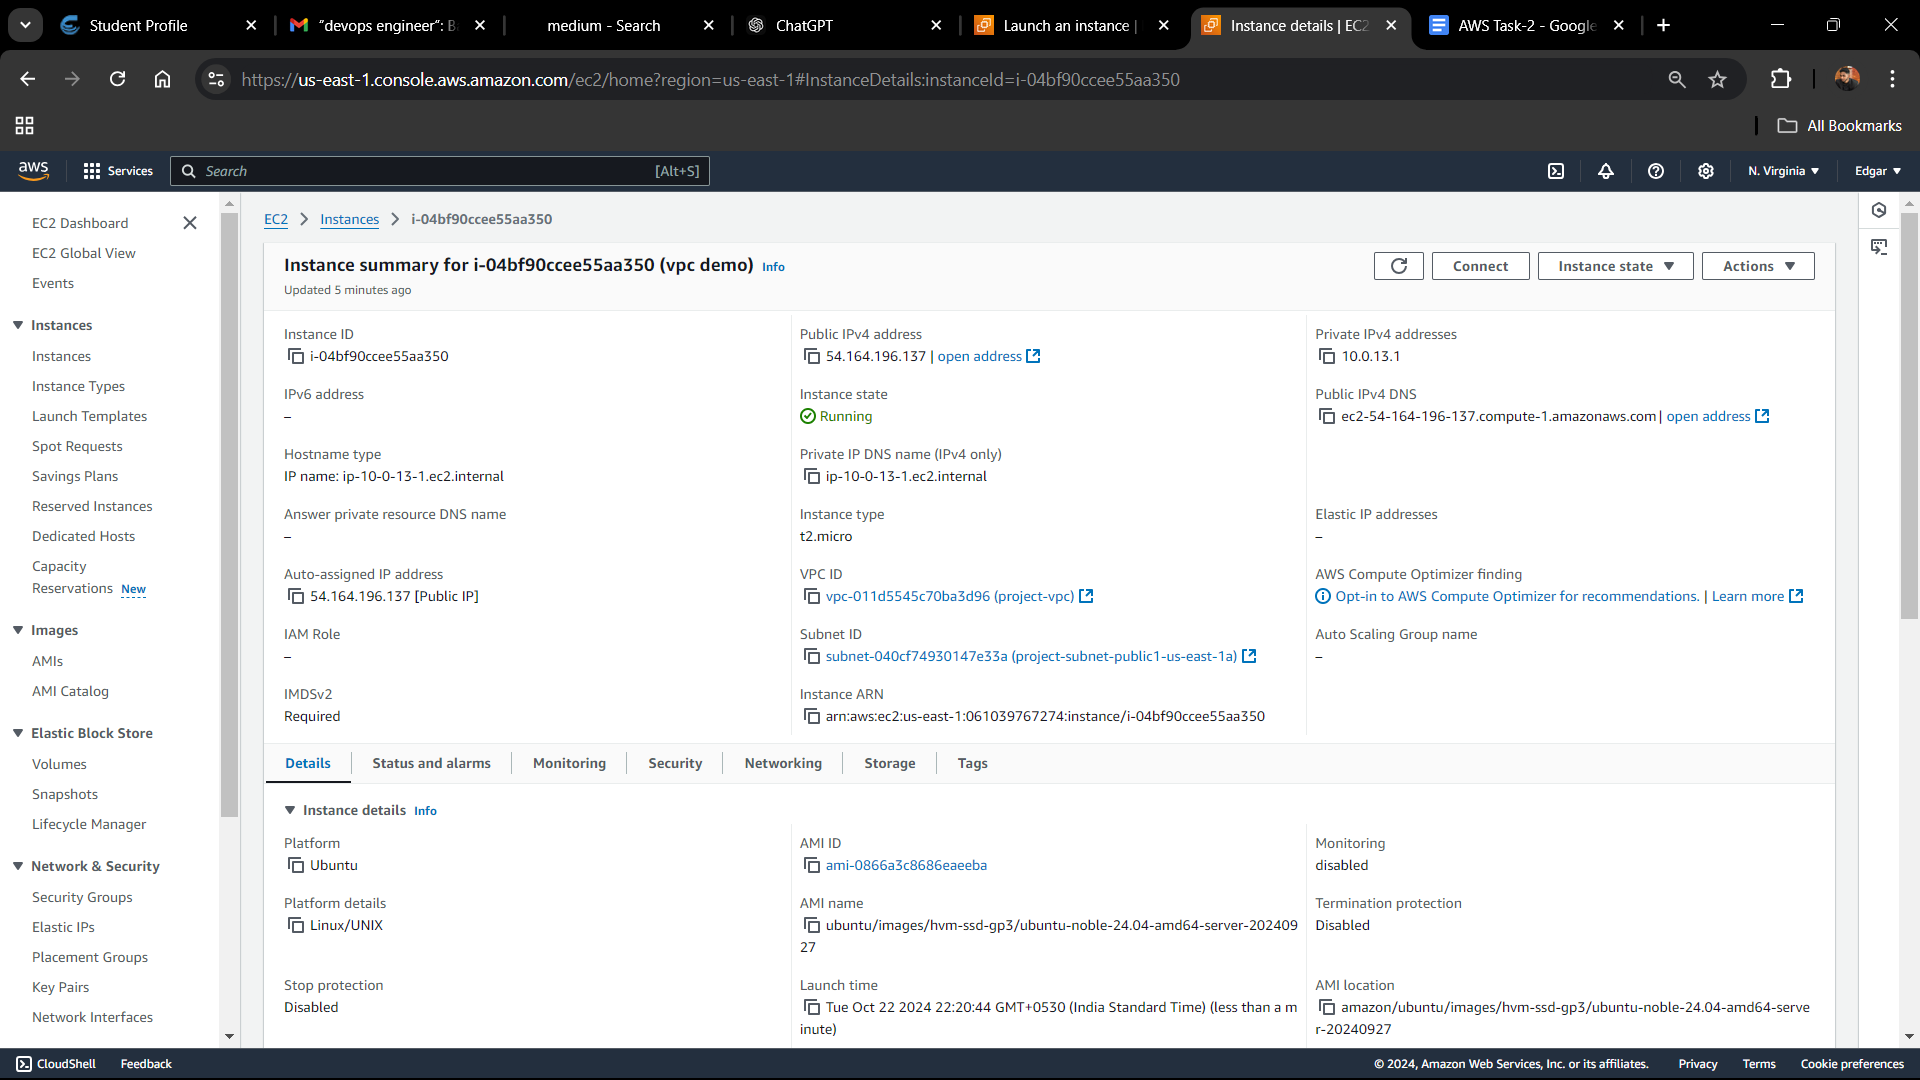 Student Profile
"devops engineer": B
medium - Search
ChatGPT
Launch an instance |
Instance details | EC2
AWS Task-2 - Google
https://us-east-1.console.aws.amazon.com/ec2/home?region=us-east-1#InstanceDetails:instanceId=i-04bf90ccee55aa350
All Bookmarks
aws
Services
Search
[Alt+S]
N. Virginia
Edgar
EC2 Dashboard
EC2 Global View
Events
Instances
Instances
Instance Types
Launch Templates
Spot Requests
Savings Plans
Reserved Instances
Dedicated Hosts
Capacity
Reservations New
Images
AMIs
AMI Catalog
Elastic Block Store
Volumes
Snapshots
Lifecycle Manager
Network & Security
Security Groups
Elastic IPs
Placement Groups
Key Pairs
Network Interfaces
EC2 > Instances > i-04bf90ccee55aa350
Instance summary for i-04bf90ccee55aa350 (vpc demo) Info
Updated 5 minutes ago
Connect
Instance state
Actions
Instance ID
i-04bf90ccee55aa350
Public IPv4 address
54.164.196.137 | open address
Private IPv4 addresses
10.0.13.1
IPv6 address
–
Instance state
Running
Public IPv4 DNS
ec2-54-164-196-137.compute-1.amazonaws.com | open address
Hostname type
IP name: ip-10-0-13-1.ec2.internal
Private IP DNS name (IPv4 only)
ip-10-0-13-1.ec2.internal
Answer private resource DNS name
–
Instance type
t2.micro
Elastic IP addresses
–
Auto-assigned IP address
54.164.196.137 [Public IP]
VPC ID
vpc-011d5545c70ba3d96 (project-vpc)
AWS Compute Optimizer finding
Opt-in to AWS Compute Optimizer for recommendations. | Learn more
IAM Role
–
Subnet ID
subnet-040cf74930147e33a (project-subnet-public1-us-east-1a)
Auto Scaling Group name
–
IMDSv2
Required
Instance ARN
arn:aws:ec2:us-east-1:061039767274:instance/i-04bf90ccee55aa350
Details
Status and alarms
Monitoring
Security
Networking
Storage
Tags
Instance details Info
Platform
Ubuntu
AMI ID
ami-0866a3c8686eaeeba
Monitoring
disabled
Platform details
Linux/UNIX
AMI name
ubuntu/images/hvm-ssd-gp3/ubuntu-noble-24.04-amd64-server-202409
27
Termination protection
Disabled
Stop protection
Disabled
Launch time
Tue Oct 22 2024 22:20:44 GMT+0530 (India Standard Time) (less than a m
inute)
AMI location
amazon/ubuntu/images/hvm-ssd-gp3/ubuntu-noble-24.04-amd64-serve
r-20240927
CloudShell
Feedback
© 2024, Amazon Web Services, Inc. or its affiliates.
Privacy
Terms
Cookie preferences